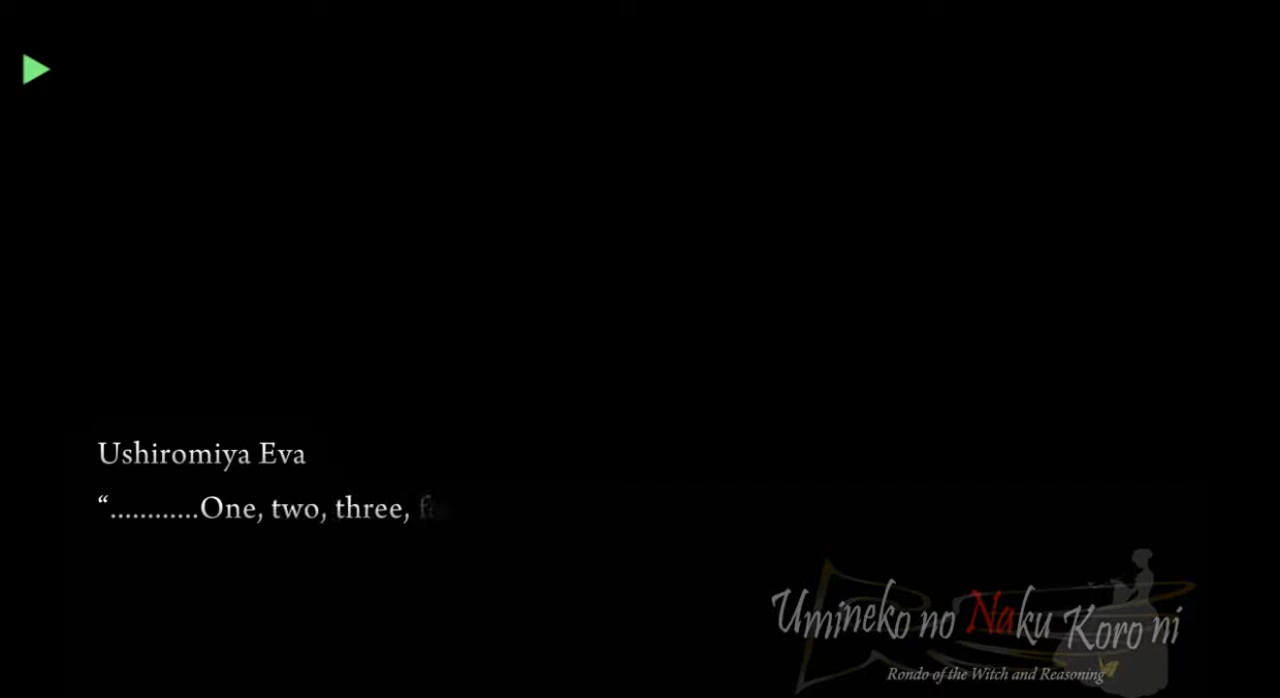 Ushiromiya Eva
“............One, two, three,
Umineko no Naku Koro ni
Rondo of the Witch and Reasoning